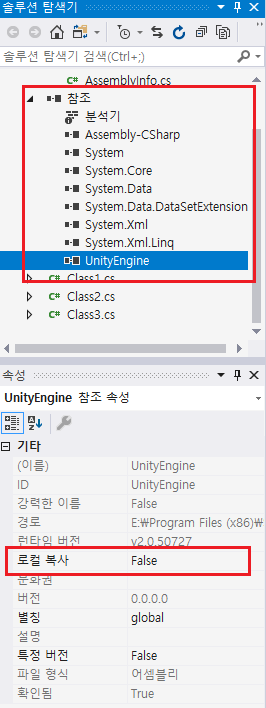 솔루션 탐색기
솔루션 탐색기 검색(Ctrl+;)
C# AssemblyInfo.cs
참조
분석기
Assembly-CSharp
System
System.Core
System.Data
System.Data.DataSetExtension
System.Xml
System.Xml.Linq
UnityEngine
C# Class1.cs
C# Class2.cs
C# Class3.cs
속성
UnityEngine 참조 속성
기타
(이름) UnityEngine
ID UnityEngine
강력한 이름 False
경로 E:₩Program Files (x86)₩
런타임 버전 v2.0.50727
로컬 복사 False
문화권
버전 0.0.0.0
별칭 global
설명
특정 버전 False
파일 형식 어셈블리
확인됨 True